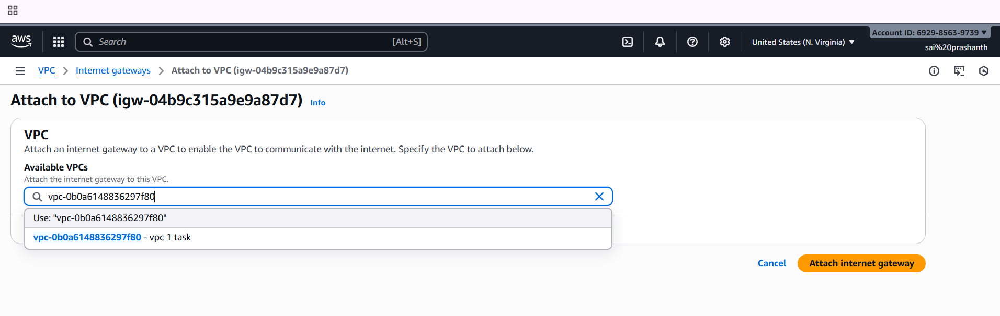 aws
Search [Alt+S]
United States (N. Virginia)
Account ID: 6929-8563-9739
sai%20prashanth
VPC
Internet gateways
Attach to VPC (igw-04b9c315a9e9a87d7)
Attach to VPC (igw-04b9c315a9e9a87d7) Info
VPC
Attach an internet gateway to a VPC to enable the VPC to communicate with the internet. Specify the VPC to attach below.
Available VPCs
Attach the internet gateway to this VPC.
vpc-0b0a6148836297f80
Use: "vpc-0b0a6148836297f80"
vpc-0b0a6148836297f80 - vpc 1 task
Cancel
Attach internet gateway